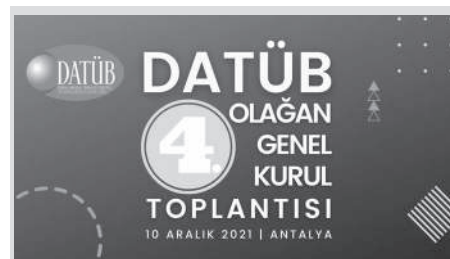 DATÜB
DATÜB
4.
OLAĞAN
GENEL
KURUL
TOPLANTISI
10 ARALIK 2021 | ANTALYA